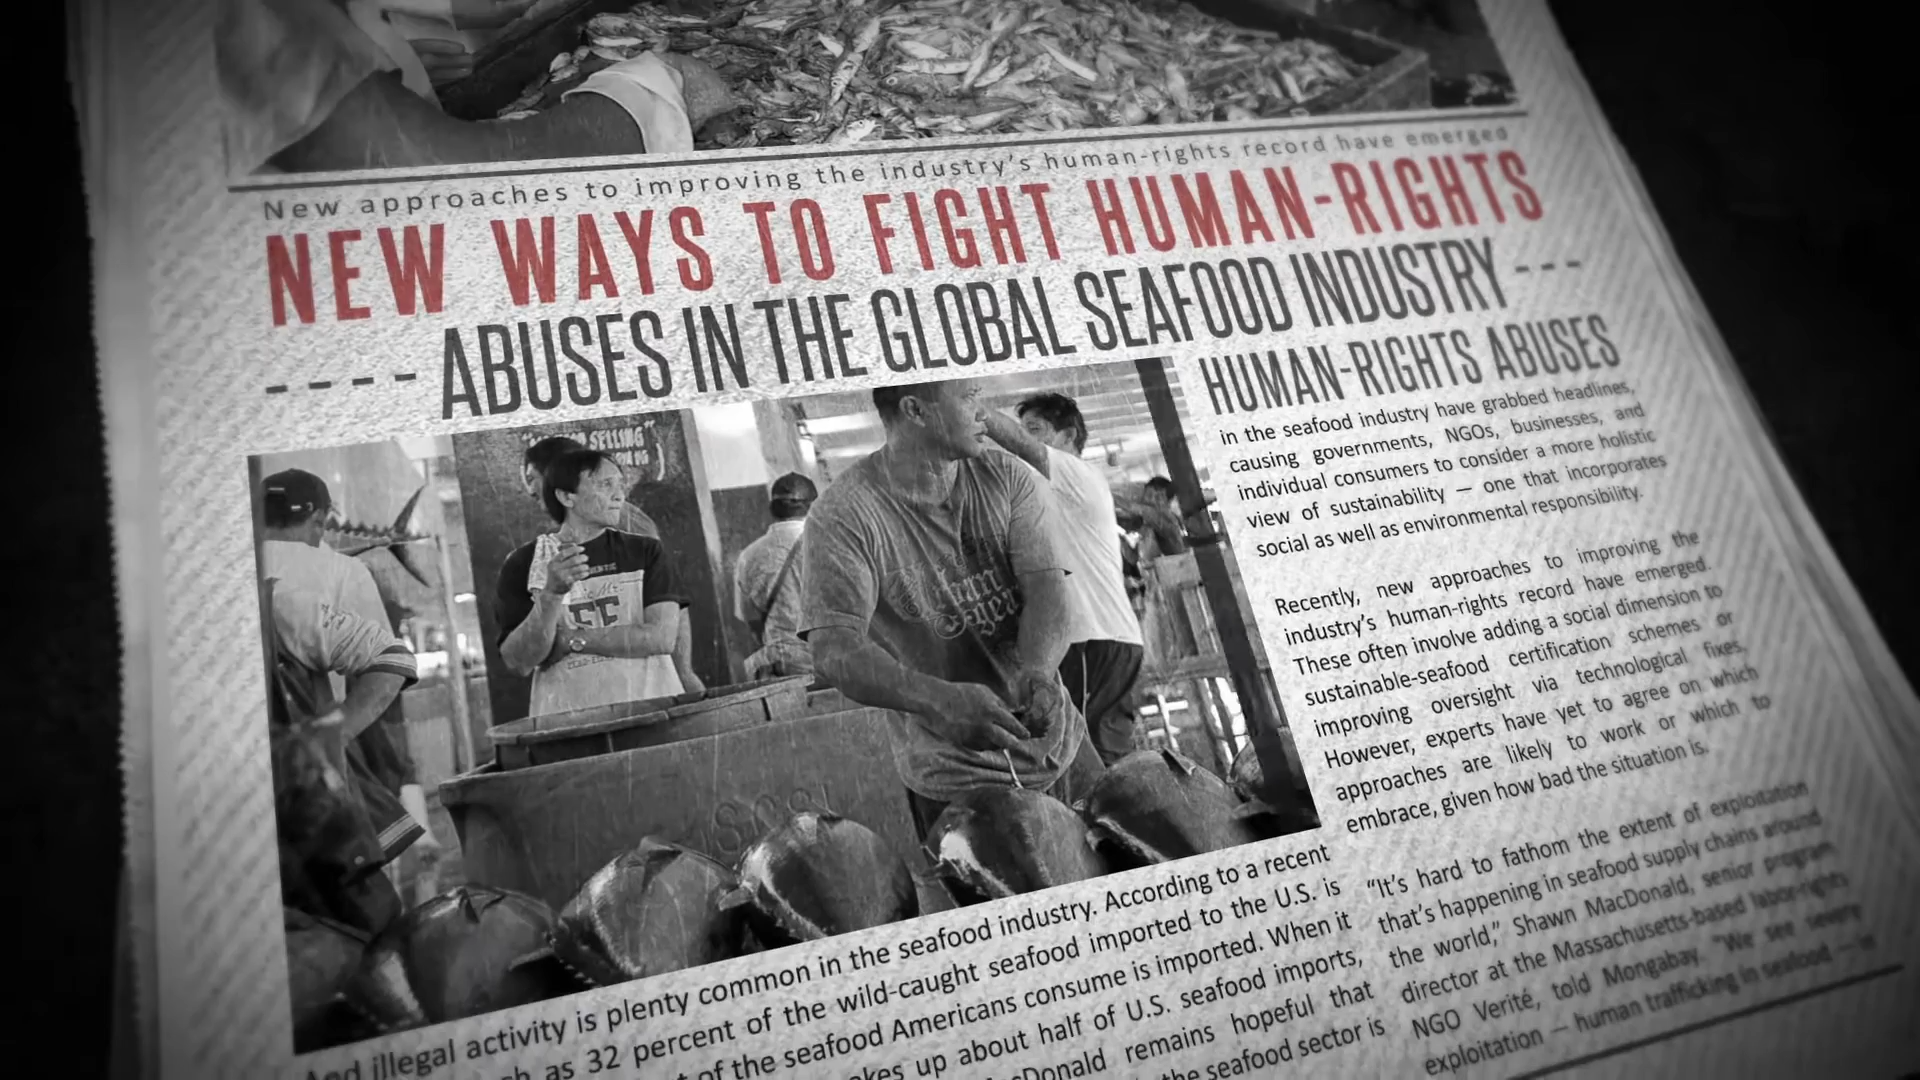 New approaches to improving the industry's human-rights record have emerged
NEW WAYS TO FIGHT HUMAN-RIGHTS
---- ABUSES IN THE GLOBAL SEAFOOD INDUSTRY ---
HUMAN-RIGHTS ABUSES
in the seafood industry have grabbed headlines,
causing governments, NGOs, businesses, and
individual consumers to consider a more holistic
view of sustainability — one that incorporates
social as well as environmental responsibility.
Recently, new approaches to improving the
industry's human-rights record have emerged.
These often involve adding a social dimension to
sustainable-seafood certification schemes or
improving oversight via technological fixes.
However, experts have yet to agree on which
approaches are likely to work or which to
embrace, given how bad the situation is.
"It's hard to fathom the extent of exploitation
that's happening in seafood supply chains around
the world," Shawn MacDonald, senior program
director at the Massachusetts-based labor-rights
NGO Verité, told Mongabay. "We see severe
exploitation — human trafficking in seafood — in
SELLING"
55
And illegal activity is plenty common in the seafood industry. According to a recent
as 32 percent of the wild-caught seafood imported to the U.S. is
of the seafood Americans consume is imported. When it
up about half of U.S. seafood imports,
remains hopeful that
the seafood sector is